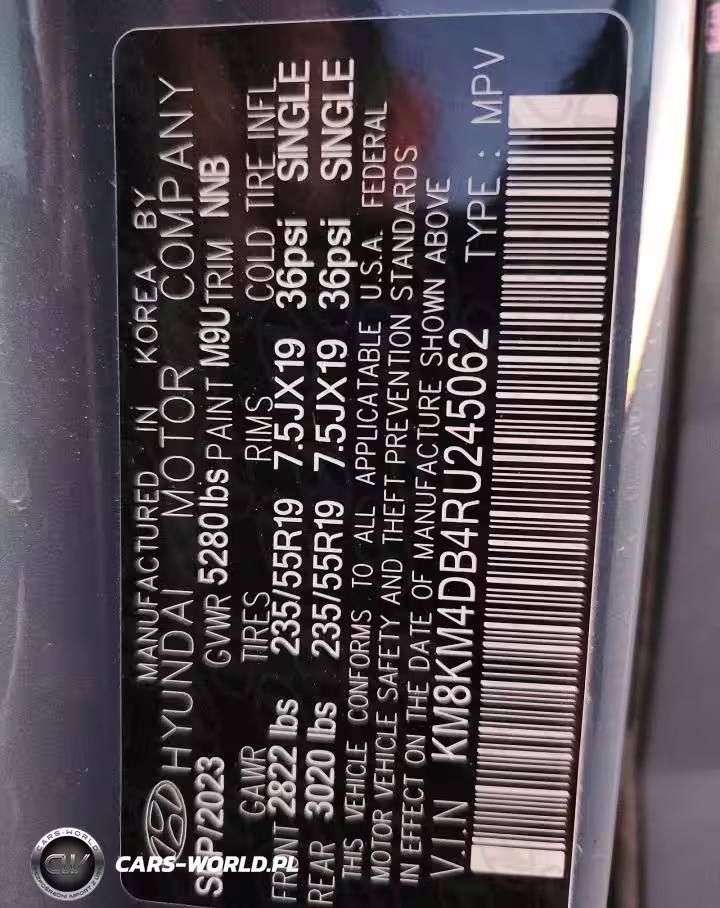 MANUFACTURED IN KOREA BY
HYUNDAI MOTOR COMPANY
SEP/2023 GVWR 5280lbs PAINT M9U TRIM NNB
GAWR TIRES RIMS COLD TIRE INFL
FRONT 2822 lbs 235/55R19 7.5JX19 36psi SINGLE
REAR 3020 lbs 235/55R19 7.5JX19 36psi SINGLE
THIS VEHICLE CONFORMS TO ALL APPLICATABLE U.S.A. FEDERAL
MOTOR VEHICLE SAFETY AND THEFT PREVENTION STANDARDS
IN EFFECT ON THE DATE OF MANUFACTURE SHOWN ABOVE
V.I.N KM8KM4DB4RU245062 TYPE : MPV
CARS-WORLD
CW
CARS-WORLD.PL